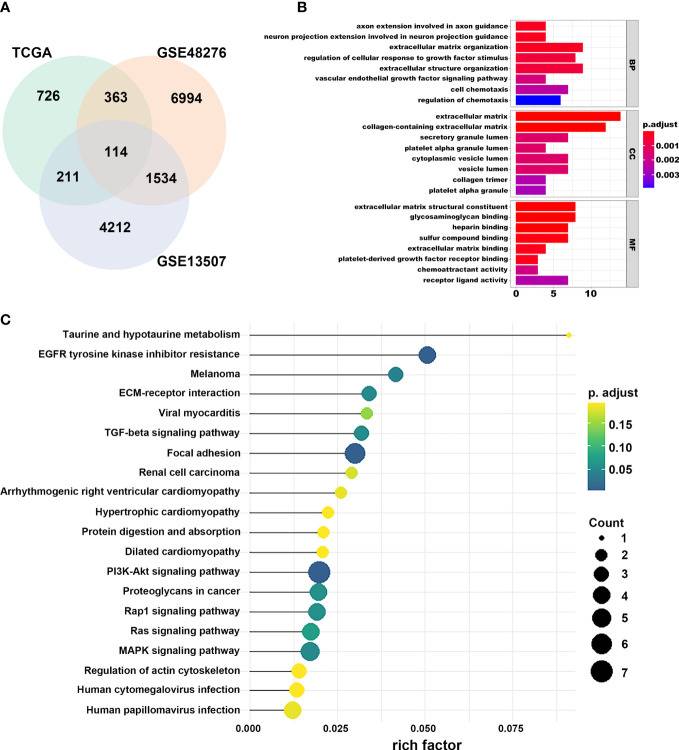 A
TCGA
GSE48276
726
363
6994
114
211
1534
4212
GSE13507
B
axon extension involved in axon guidance
neuron projection extension involved in neuron projection guidance
extracellular matrix organization
regulation of cellular response to growth factor stimulus
extracellular structure organization
vascular endothelial growth factor signaling pathway
cell chemotaxis
regulation of chemotaxis
BP
extracellular matrix
collagen-containing extracellular matrix
secretory granule lumen
platelet alpha granule lumen
cytoplasmic vesicle lumen
vesicle lumen
collagen trimer
platelet alpha granule
CC
extracellular matrix structural constituent
glycosaminoglycan binding
heparin binding
sulfur compound binding
extracellular matrix binding
platelet-derived growth factor receptor binding
chemoattractant activity
receptor ligand activity
MF
0 5 10
p.adjust
0.001
0.002
0.003
C
Taurine and hypotaurine metabolism
EGFR tyrosine kinase inhibitor resistance
Melanoma
ECM-receptor interaction
Viral myocarditis
TGF-beta signaling pathway
Focal adhesion
Renal cell carcinoma
Arrhythmogenic right ventricular cardiomyopathy
Hypertrophic cardiomyopathy
Protein digestion and absorption
Dilated cardiomyopathy
PI3K-Akt signaling pathway
Proteoglycans in cancer
Rap1 signaling pathway
Ras signaling pathway
MAPK signaling pathway
Regulation of actin cytoskeleton
Human cytomegalovirus infection
Human papillomavirus infection
0.000 0.025 0.050 0.075
rich factor
p. adjust
0.15
0.10
0.05
Count
1
2
3
4
5
6
7